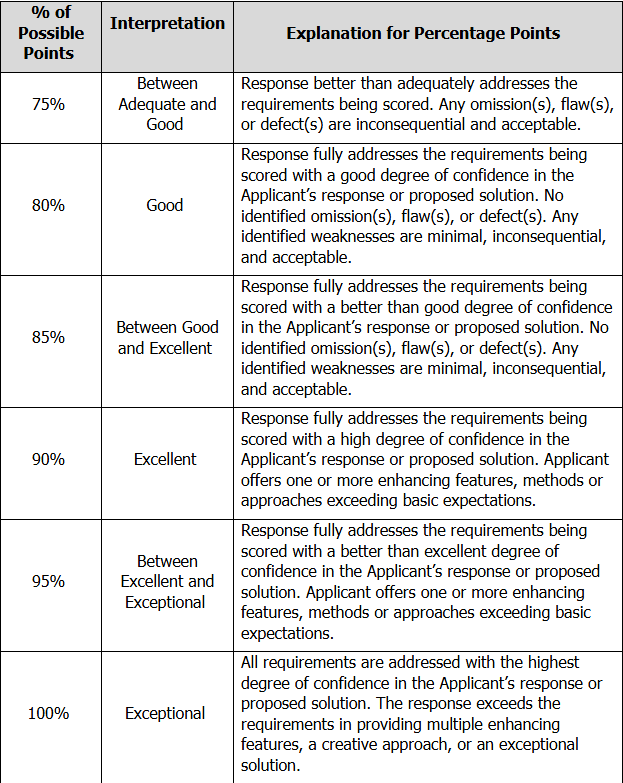 % of
Possible
Points
Interpretation
Explanation for Percentage Points
75%
Between
Adequate and
Good
Response better than adequately addresses the
requirements being scored. Any omission(s), flaw(s),
or defect(s) are inconsequential and acceptable.
80%
Good
Response fully addresses the requirements being
scored with a good degree of confidence in the
Applicant’s response or proposed solution. No
identified omission(s), flaw(s), or defect(s). Any
identified weaknesses are minimal, inconsequential,
and acceptable.
85%
Between Good
and Excellent
Response fully addresses the requirements being
scored with a better than good degree of confidence
in the Applicant’s response or proposed solution. No
identified omission(s), flaw(s), or defect(s). Any
identified weaknesses are minimal, inconsequential,
and acceptable.
90%
Excellent
Response fully addresses the requirements being
scored with a high degree of confidence in the
Applicant’s response or proposed solution. Applicant
offers one or more enhancing features, methods or
approaches exceeding basic expectations.
95%
Between
Excellent and
Exceptional
Response fully addresses the requirements being
scored with a better than excellent degree of
confidence in the Applicant’s response or proposed
solution. Applicant offers one or more enhancing
features, methods or approaches exceeding basic
expectations.
100%
Exceptional
All requirements are addressed with the highest
degree of confidence in the Applicant’s response or
proposed solution. The response exceeds the
requirements in providing multiple enhancing
features, a creative approach, or an exceptional
solution.